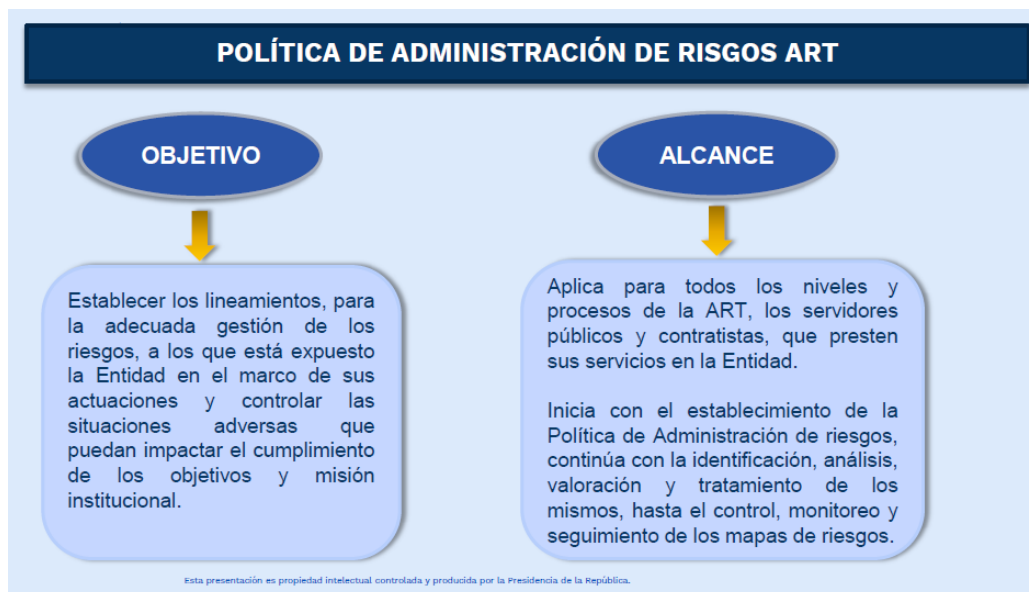 POLÍTICA DE ADMINISTRACIÓN DE RISGOS ART
OBJETIVO
Establecer los lineamientos, para
la adecuada gestión de los
riesgos, a los que está expuesto
la Entidad en el marco de sus
actuaciones y controlar las
situaciones adversas que
puedan impactar el cumplimiento
de los objetivos y misión
institucional.
ALCANCE
Aplica para todos los niveles y
procesos de la ART, los servidores
públicos y contratistas, que presten
sus servicios en la Entidad.
Inicia con el establecimiento de la
Política de Administración de riesgos,
continúa con la identificación, análisis,
valoración y tratamiento de los
mismos, hasta el control, monitoreo y
seguimiento de los mapas de riesgos.
Esta presentación es propiedad intelectual controlada y producida por la Presidencia de la República.